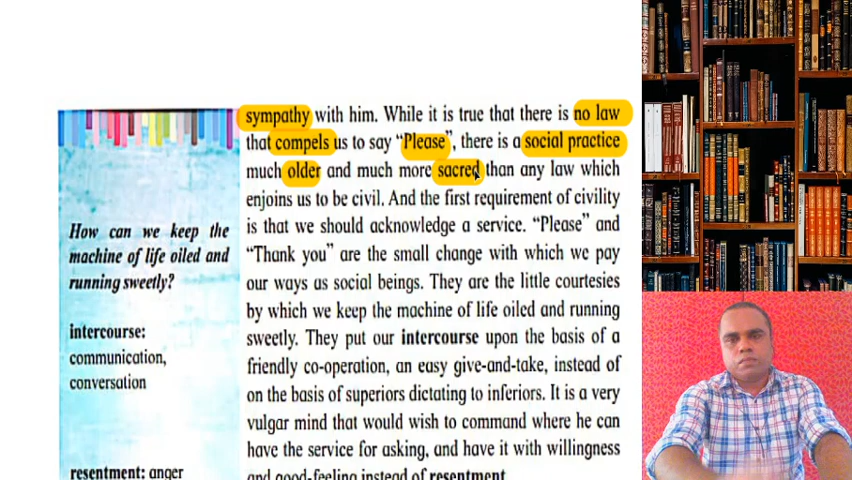 sympathy with him. While it is true that there is no law
that compels us to say “Please”, there is a social practice
much older and much more sacred than any law which
enjoins us to be civil. And the first requirement of civility
is that we should acknowledge a service. “Please” and
“Thank you” are the small change with which we pay
our ways as social beings. They are the little courtesies
by which we keep the machine of life oiled and running
sweetly. They put our intercourse upon the basis of a
friendly co-operation, an easy give-and-take, instead of
on the basis of superiors dictating to inferiors. It is a very
vulgar mind that would wish to command where he can
have the service for asking, and have it with willingness
and good-feeling instead of resentment.
How can we keep the
machine of life oiled and
running sweetly?
intercourse:
communication,
conversation
resentment: anger